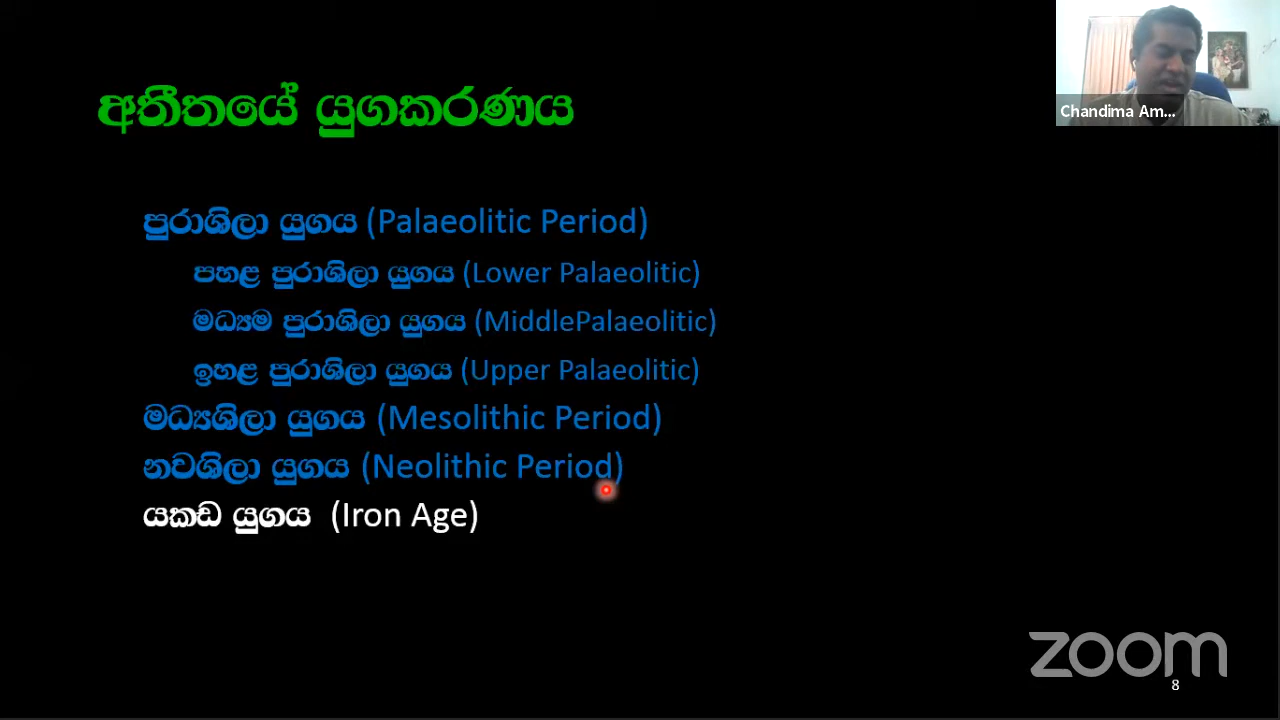 Chandima Am...
අතීතයේ යුගකරණය
පුරාශිලා යුගය (Palaeolitic Period)
පහළ පුරාශිලා යුගය (Lower Palaeolitic)
මධ්‍යම පුරාශිලා යුගය (MiddlePalaeolitic)
ඉහළ පුරාශිලා යුගය (Upper Palaeolitic)
මධ්‍යශිලා යුගය (Mesolithic Period)
නවශිලා යුගය (Neolithic Period)
යකඩ යුගය (Iron Age)
zoom
8